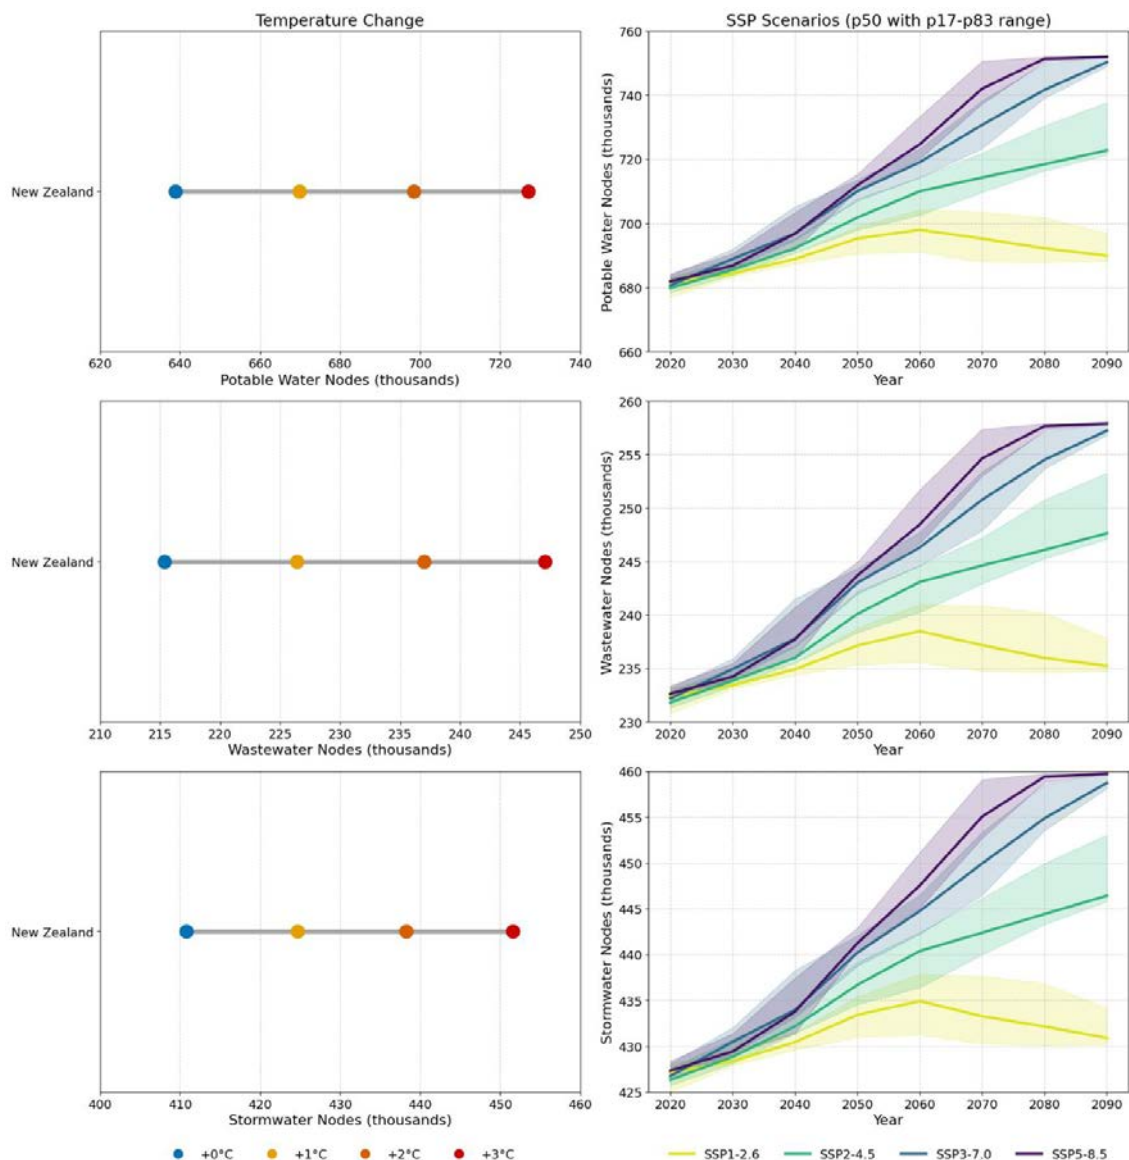 Temperature Change
New Zealand
620 640 660 680 700 720 740
Potable Water Nodes (thousands)
SSP Scenarios (p50 with p17-p83 range)
Potable Water Nodes (thousands)
760
740
720
700
680
660
2020 2030 2040 2050 2060 2070 2080 2090
Year
New Zealand
210 215 220 225 230 235 240 245 250
Wastewater Nodes (thousands)
Wastewater Nodes (thousands)
260
255
250
245
240
235
230
2020 2030 2040 2050 2060 2070 2080 2090
Year
New Zealand
400 410 420 430 440 450 460
Stormwater Nodes (thousands)
Stormwater Nodes (thousands)
460
455
450
445
440
435
430
425
2020 2030 2040 2050 2060 2070 2080 2090
Year
+0°C +1°C +2°C +3°C
SSP1-2.6 SSP2-4.5 SSP3-7.0 SSP5-8.5